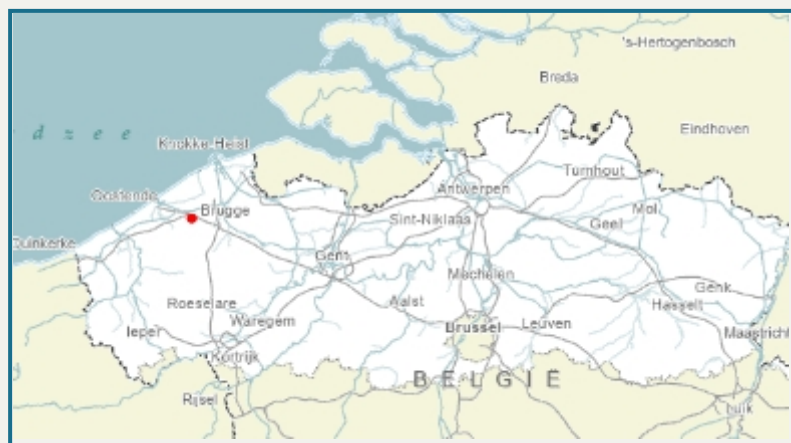 's-Hertogenbosch
Breda
d z e e
Eindhoven
Knokke-Heist
Turnhout
Antwerpen
Oostende
Mol
Brugge
Sint-Niklaas
Geel
Duinkerke
Gent
Mechelen
Genk
Roeselare
Aalst
Hasselt
Waregem
Brussel
Leuven
Ieper
Maastricht
Kortrijk
BELGIË
Rijsel
Luik